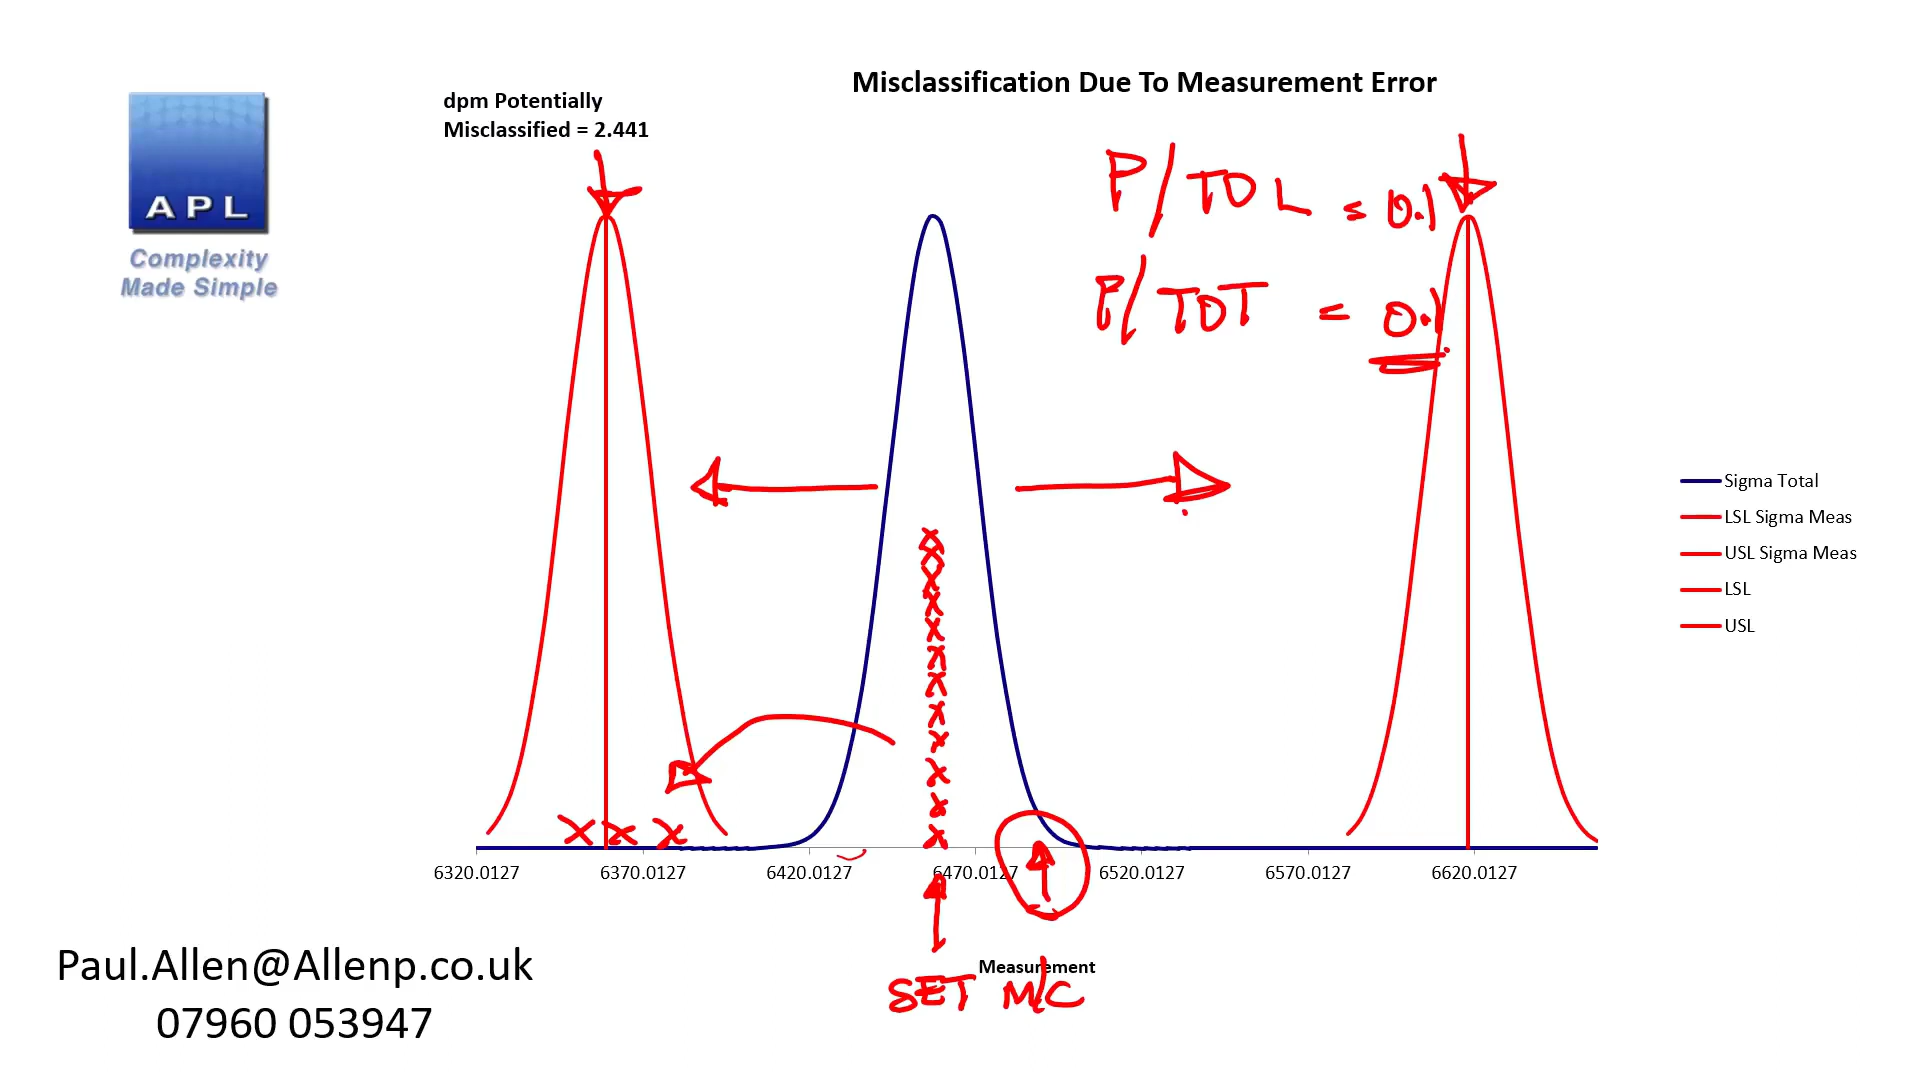 Misclassification Due To Measurement Error
dpm Potentially
Misclassified = 2.441
APL
Complexity
Made Simple
P/TOL = 0.1
P/TOT = 0.1
Sigma Total
LSL Sigma Meas
USL Sigma Meas
LSL
USL
6320.0127 6370.0127 6420.0127 6470.0127 6520.0127 6570.0127 6620.0127
Measurement
SET M/C
Paul.Allen@Allenp.co.uk
07960 053947